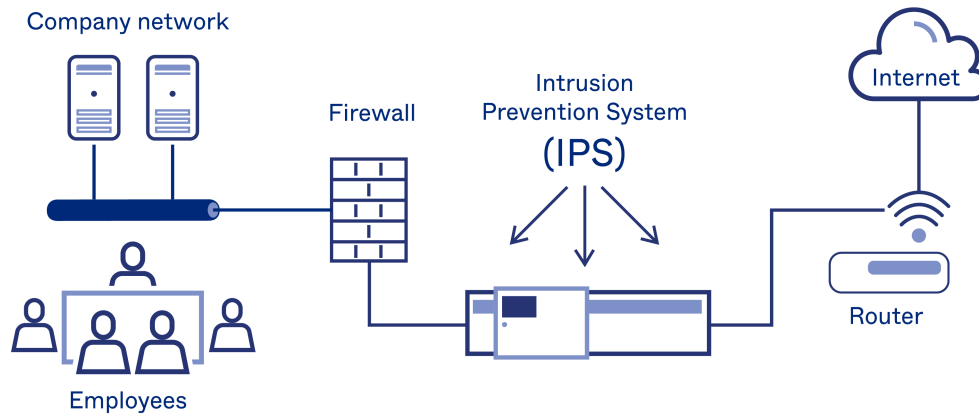 Company network
Firewall
Intrusion
Prevention System
(IPS)
Internet
Router
Employees